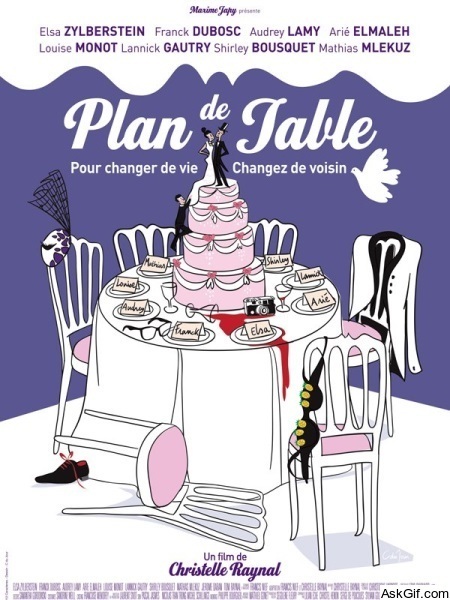 Maxime Japy présente
Elsa ZYLBERSTEIN Franck DUBOSC Audrey LAMY Arié ELMALEH
Louise MONOT Lannick GAUTRY Shirley BOUSQUET Mathias MLEKUZ
Plan de Table
Pour changer de vie Changez de voisin
Mathias
Shirley
Louise
Lannick
Audrey
Arié
Franck
Elsa
Un film de
Christelle Raynal
AskGif.com